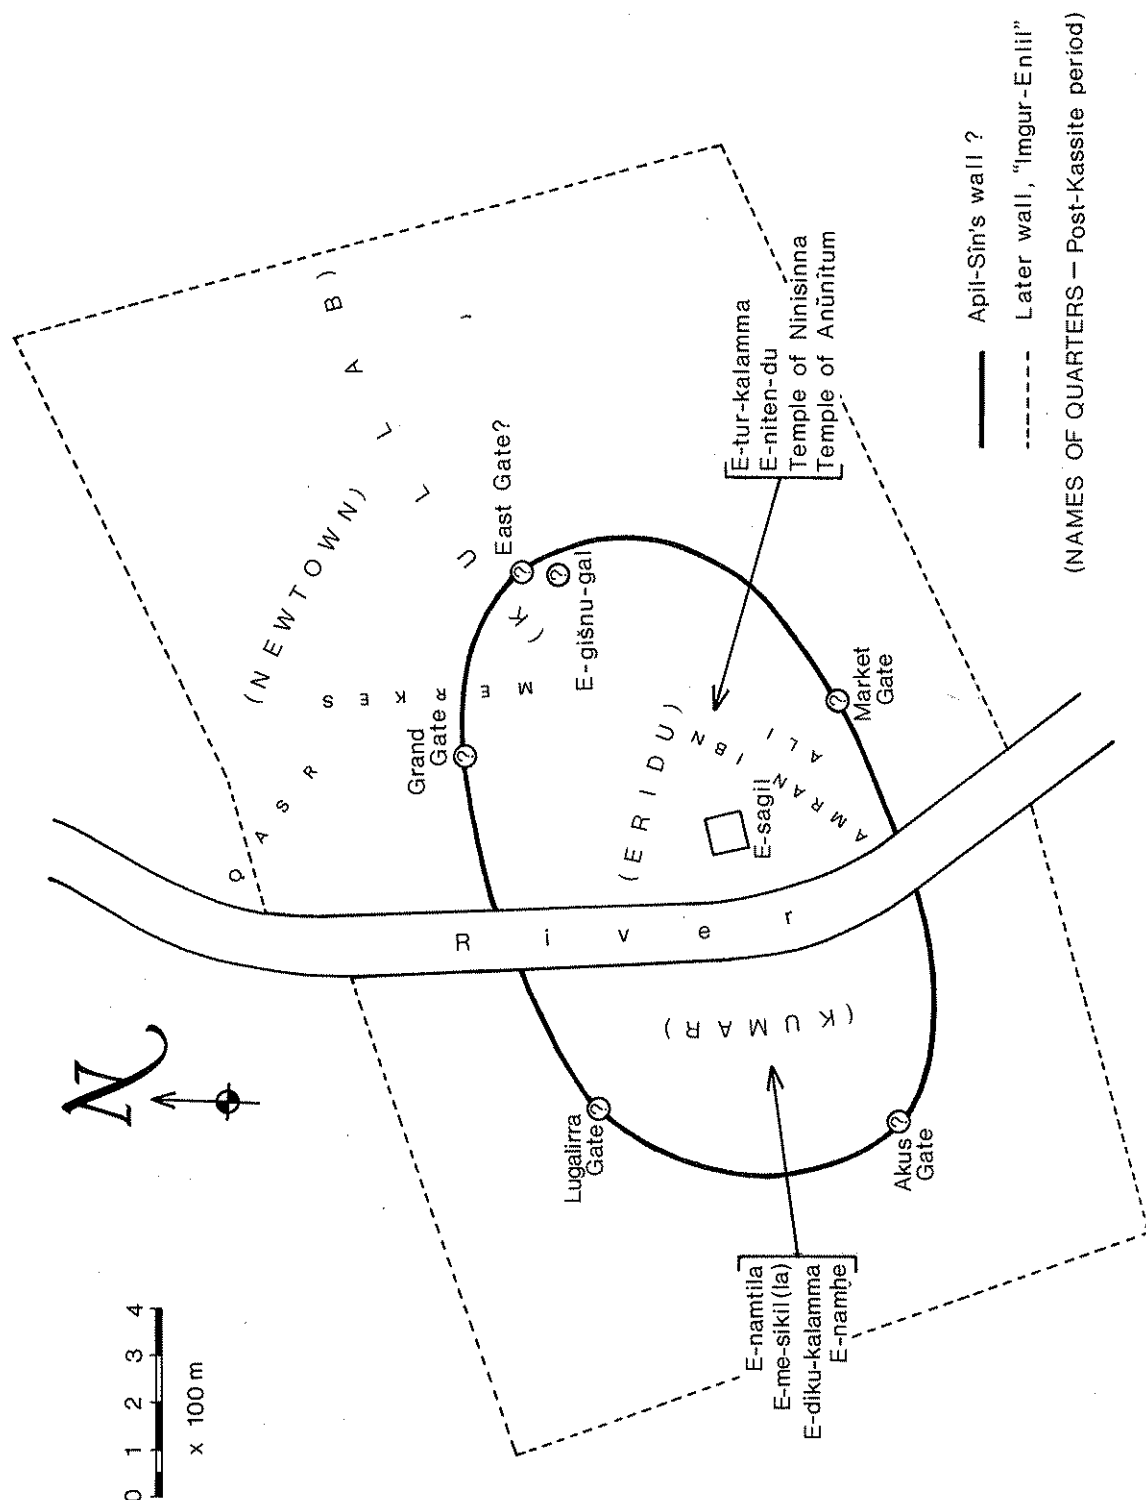 0 1 2 3 4
x 100 m
N
QASR
(NEWTOWN)
MERKES
(KULLAB)
Grand
Gate
East Gate?
E-gišnu-gal
Lugalirra
Gate
River
(ERIDU)
(KUMAR)
E-sagil
AMRAN IBN
ALI
Market
Gate
Akus
Gate
E-namtila
E-me-sikil(la)
E-diku-kalamma
E-namḫe
E-tur-kalamma
E-niten-du
Temple of Ninisinna
Temple of Anūnītum
?
?
?
?
?
?
Apil-Sîn's wall ?
Later wall, "Imgur-Enlil"
(NAMES OF QUARTERS — Post-Kassite period)